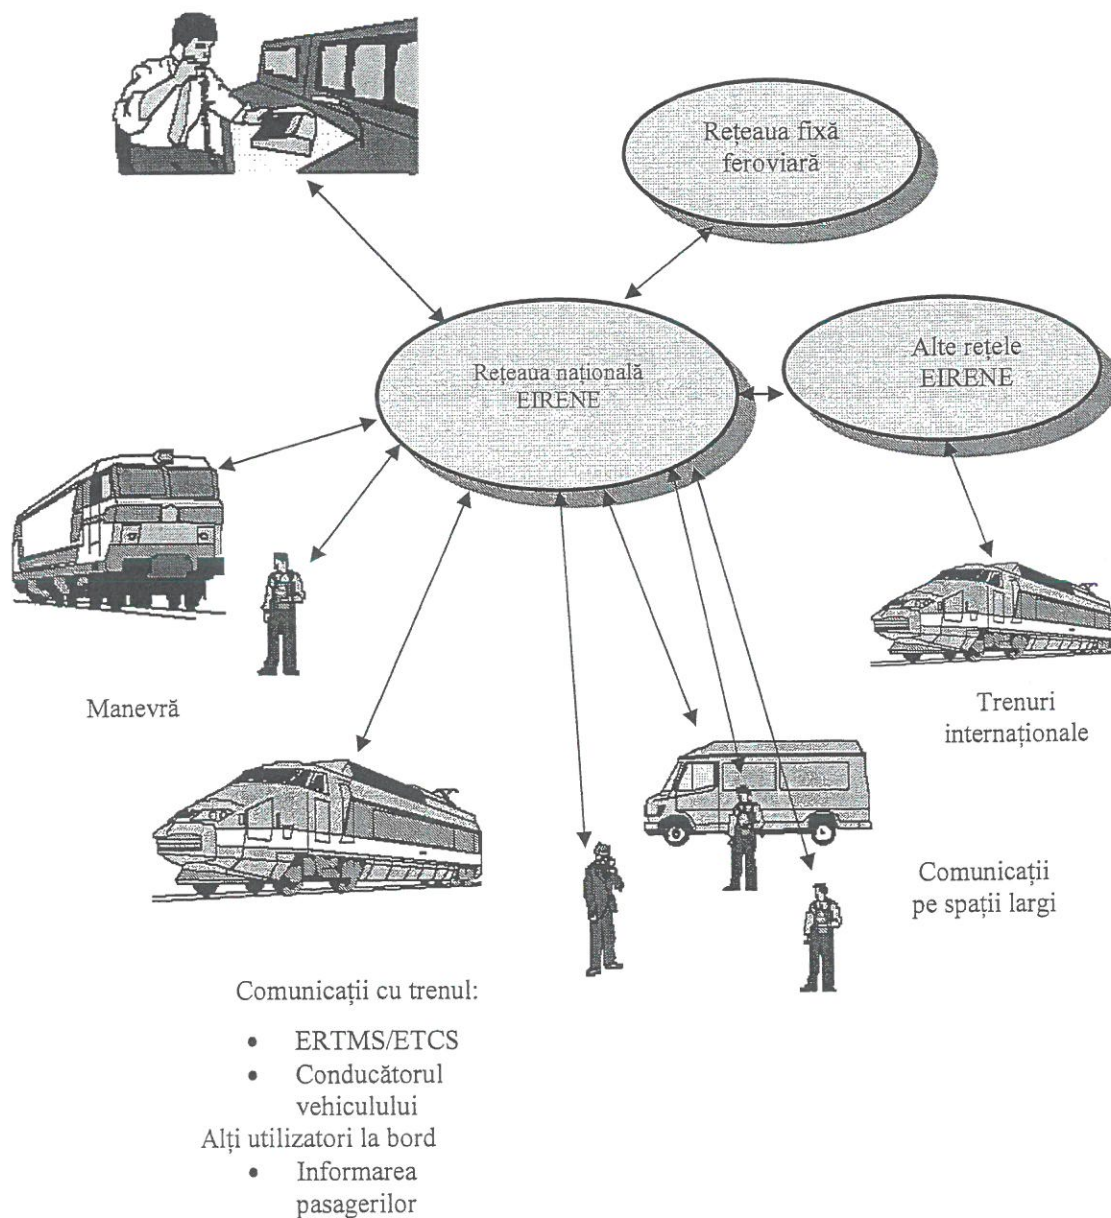 Rețeaua fixă
feroviară
Rețeaua națională
EIRENE
Alte rețele
EIRENE
Manevră
Trenuri
internaționale
Comunicații
pe spații largi
Comunicații cu trenul:
• ERTMS/ETCS
• Conducătorul
vehiculului
Alți utilizatori la bord
• Informarea
pasagerilor